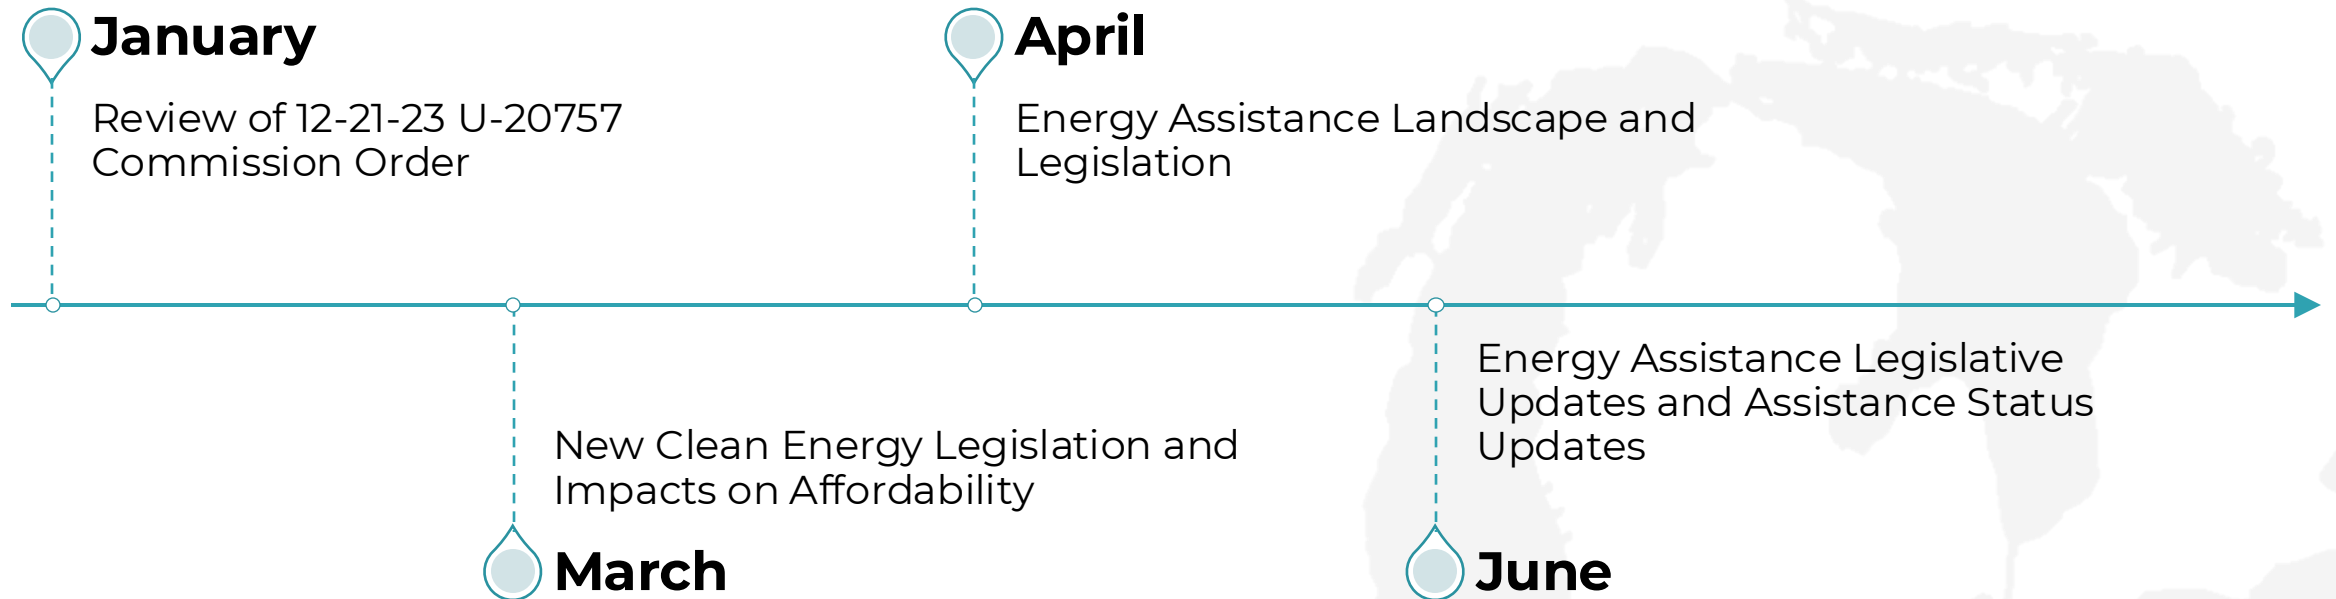 January
Review of 12-21-23 U-20757
Commission Order
New Clean Energy Legislation and
Impacts on Affordability
March
April
Energy Assistance Landscape and
Legislation
Energy Assistance Legislative
Updates and Assistance Status
Updates
June